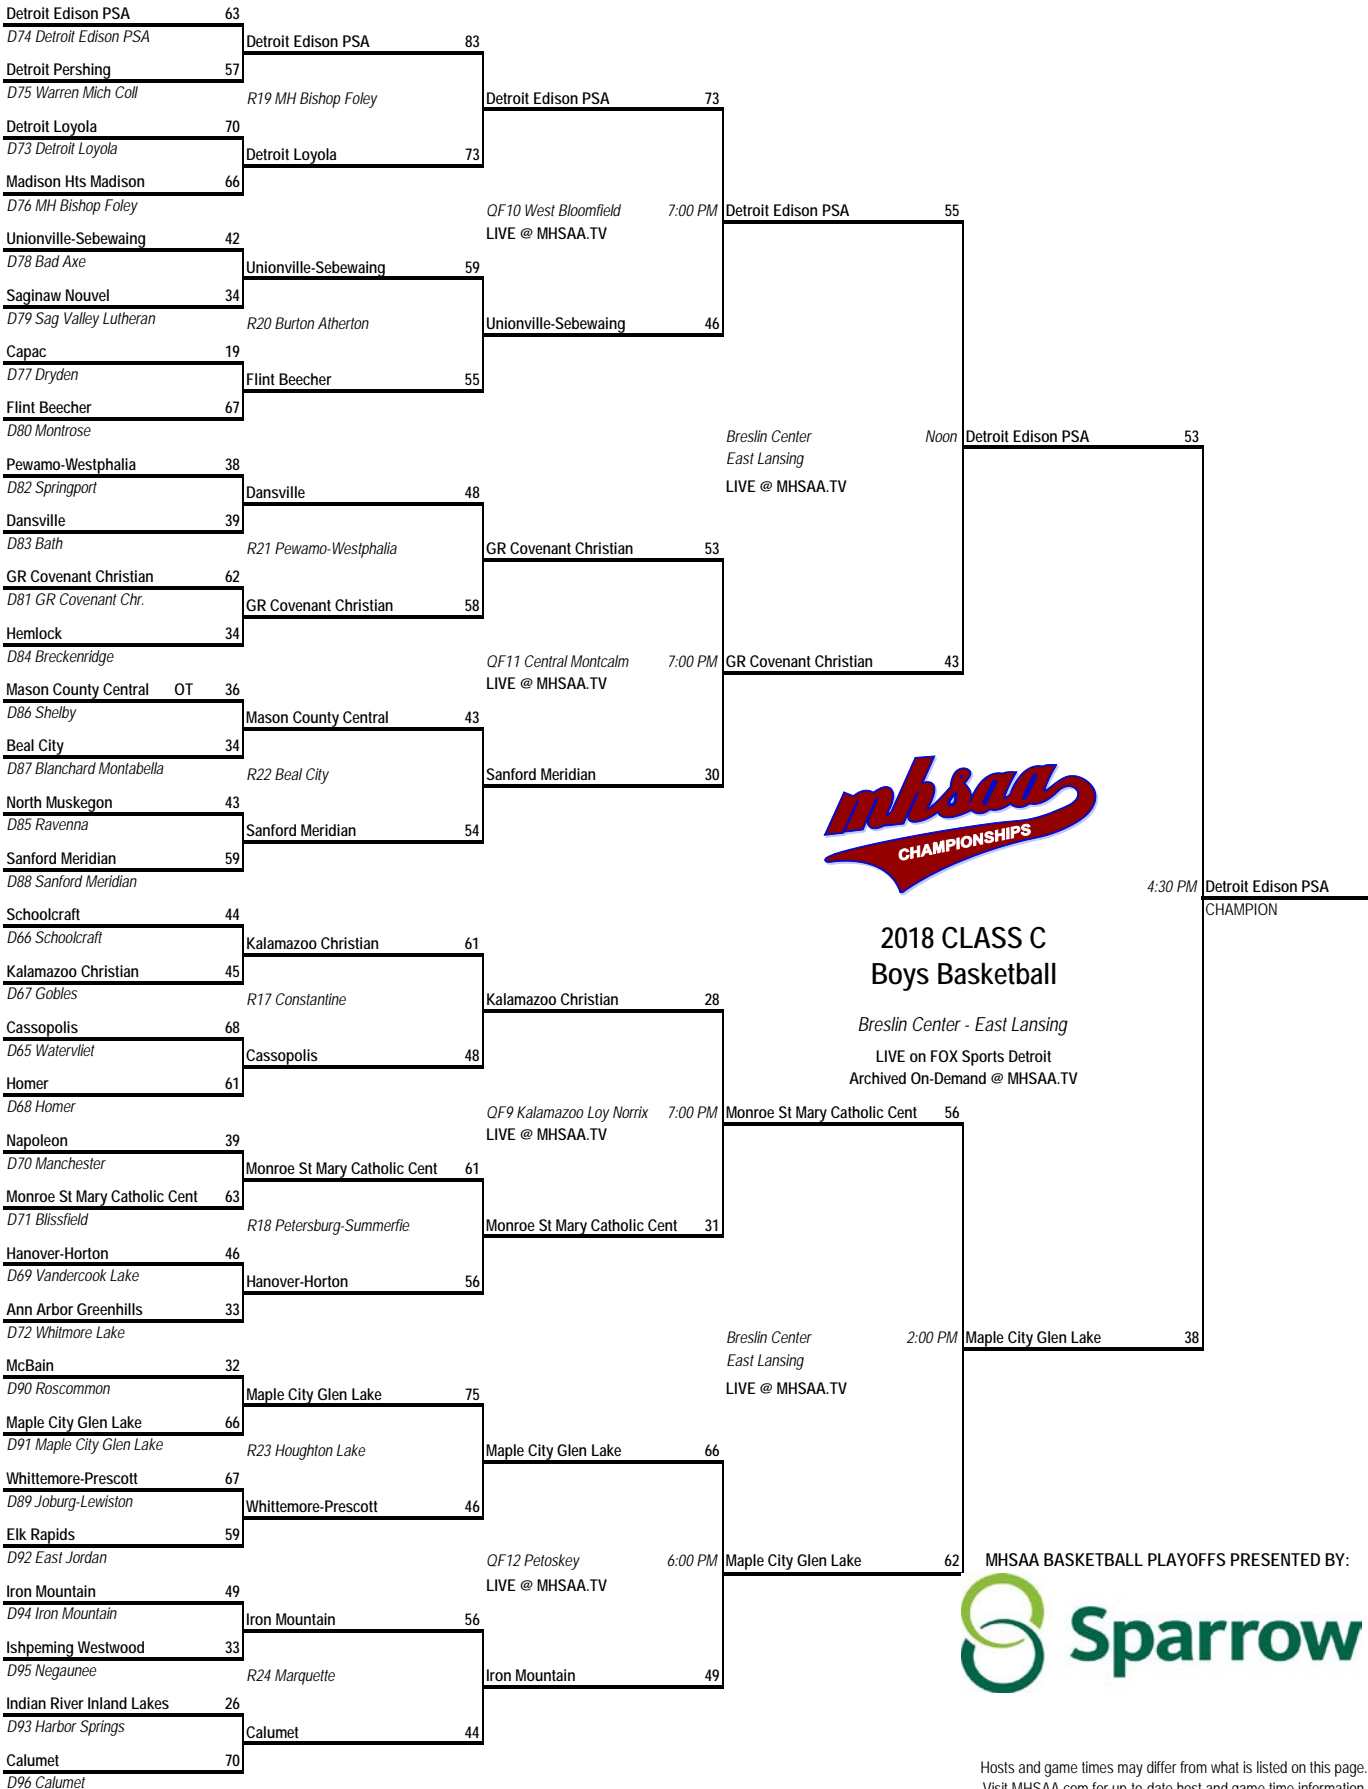 Detroit Edison PSA 63
D74 Detroit Edison PSA
Detroit Edison PSA 83
Detroit Pershing 57
D75 Warren Mich Coll
R19 MH Bishop Foley
Detroit Edison PSA 73
Detroit Loyola 70
D73 Detroit Loyola
Detroit Loyola 73
Madison Hts Madison 66
D76 MH Bishop Foley
QF10 West Bloomfield 7:00 PM
Detroit Edison PSA 55
LIVE @ MHSAA.TV
Unionville-Sebewaing 42
D78 Bad Axe
Unionville-Sebewaing 59
Saginaw Nouvel 34
D79 Sag Valley Lutheran
R20 Burton Atherton
Unionville-Sebewaing 46
Capac 19
D77 Dryden
Flint Beecher 55
Flint Beecher 67
D80 Montrose
Breslin Center Noon
Detroit Edison PSA 53
East Lansing
LIVE @ MHSAA.TV
Pewamo-Westphalia 38
D82 Springport
Dansville 48
Dansville 39
D83 Bath
R21 Pewamo-Westphalia
GR Covenant Christian 53
GR Covenant Christian 62
D81 GR Covenant Chr.
GR Covenant Christian 58
Hemlock 34
D84 Breckenridge
QF11 Central Montcalm 7:00 PM
GR Covenant Christian 43
LIVE @ MHSAA.TV
Mason County Central OT 36
D86 Shelby
Mason County Central 43
Beal City 34
D87 Blanchard Montabella
R22 Beal City
Sanford Meridian 30
North Muskegon 43
D85 Ravenna
Sanford Meridian 54
Sanford Meridian 59
D88 Sanford Meridian
mhsaa
CHAMPIONSHIPS
4:30 PM
Detroit Edison PSA
CHAMPION
2018 CLASS C
Boys Basketball
Breslin Center - East Lansing
LIVE on FOX Sports Detroit
Archived On-Demand @ MHSAA.TV
Schoolcraft 44
D66 Schoolcraft
Kalamazoo Christian 61
Kalamazoo Christian 45
D67 Gobles
R17 Constantine
Kalamazoo Christian 28
Cassopolis 68
D65 Watervliet
Cassopolis 48
Homer 61
D68 Homer
QF9 Kalamazoo Loy Norrix 7:00 PM
Monroe St Mary Catholic Cent 56
LIVE @ MHSAA.TV
Napoleon 39
D70 Manchester
Monroe St Mary Catholic Cent 61
Monroe St Mary Catholic Cent 63
D71 Blissfield
R18 Petersburg-Summerfie
Monroe St Mary Catholic Cent 31
Hanover-Horton 46
D69 Vandercook Lake
Hanover-Horton 56
Ann Arbor Greenhills 33
D72 Whitmore Lake
Breslin Center 2:00 PM
Maple City Glen Lake 38
East Lansing
LIVE @ MHSAA.TV
McBain 32
D90 Roscommon
Maple City Glen Lake 75
Maple City Glen Lake 66
D91 Maple City Glen Lake
R23 Houghton Lake
Maple City Glen Lake 66
Whittemore-Prescott 67
D89 Joburg-Lewiston
Whittemore-Prescott 46
Elk Rapids 59
D92 East Jordan
QF12 Petoskey 6:00 PM
Maple City Glen Lake 62
LIVE @ MHSAA.TV
Iron Mountain 49
D94 Iron Mountain
Iron Mountain 56
Ishpeming Westwood 33
D95 Negaunee
R24 Marquette
Iron Mountain 49
Indian River Inland Lakes 26
D93 Harbor Springs
Calumet 44
Calumet 70
D96 Calumet
MHSAA BASKETBALL PLAYOFFS PRESENTED BY:
Sparrow
Hosts and game times may differ from what is listed on this page.
Visit MHSAA.com for up to date host and game time information.